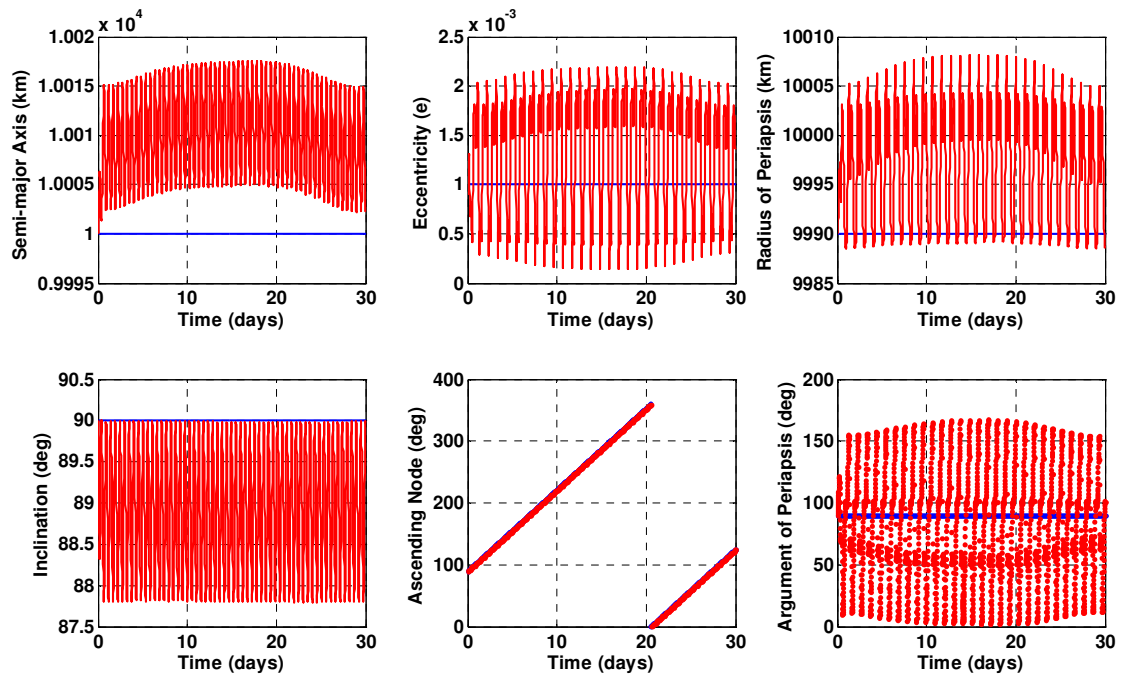 x 10^4
1.002
1.0015
1.001
1.0005
1
0.9995
Semi-major Axis (km)
0 10 20 30
Time (days)
x 10^-3
2.5
2
1.5
1
0.5
0
Eccentricity (e)
0 10 20 30
Time (days)
10010
10005
10000
9995
9990
9985
Radius of Periapsis (km)
0 10 20 30
Time (days)
90.5
90
89.5
89
88.5
88
87.5
Inclination (deg)
0 10 20 30
Time (days)
400
300
200
100
0
Ascending Node (deg)
0 10 20 30
Time (days)
200
150
100
50
0
Argument of Periapsis (deg)
0 10 20 30
Time (days)